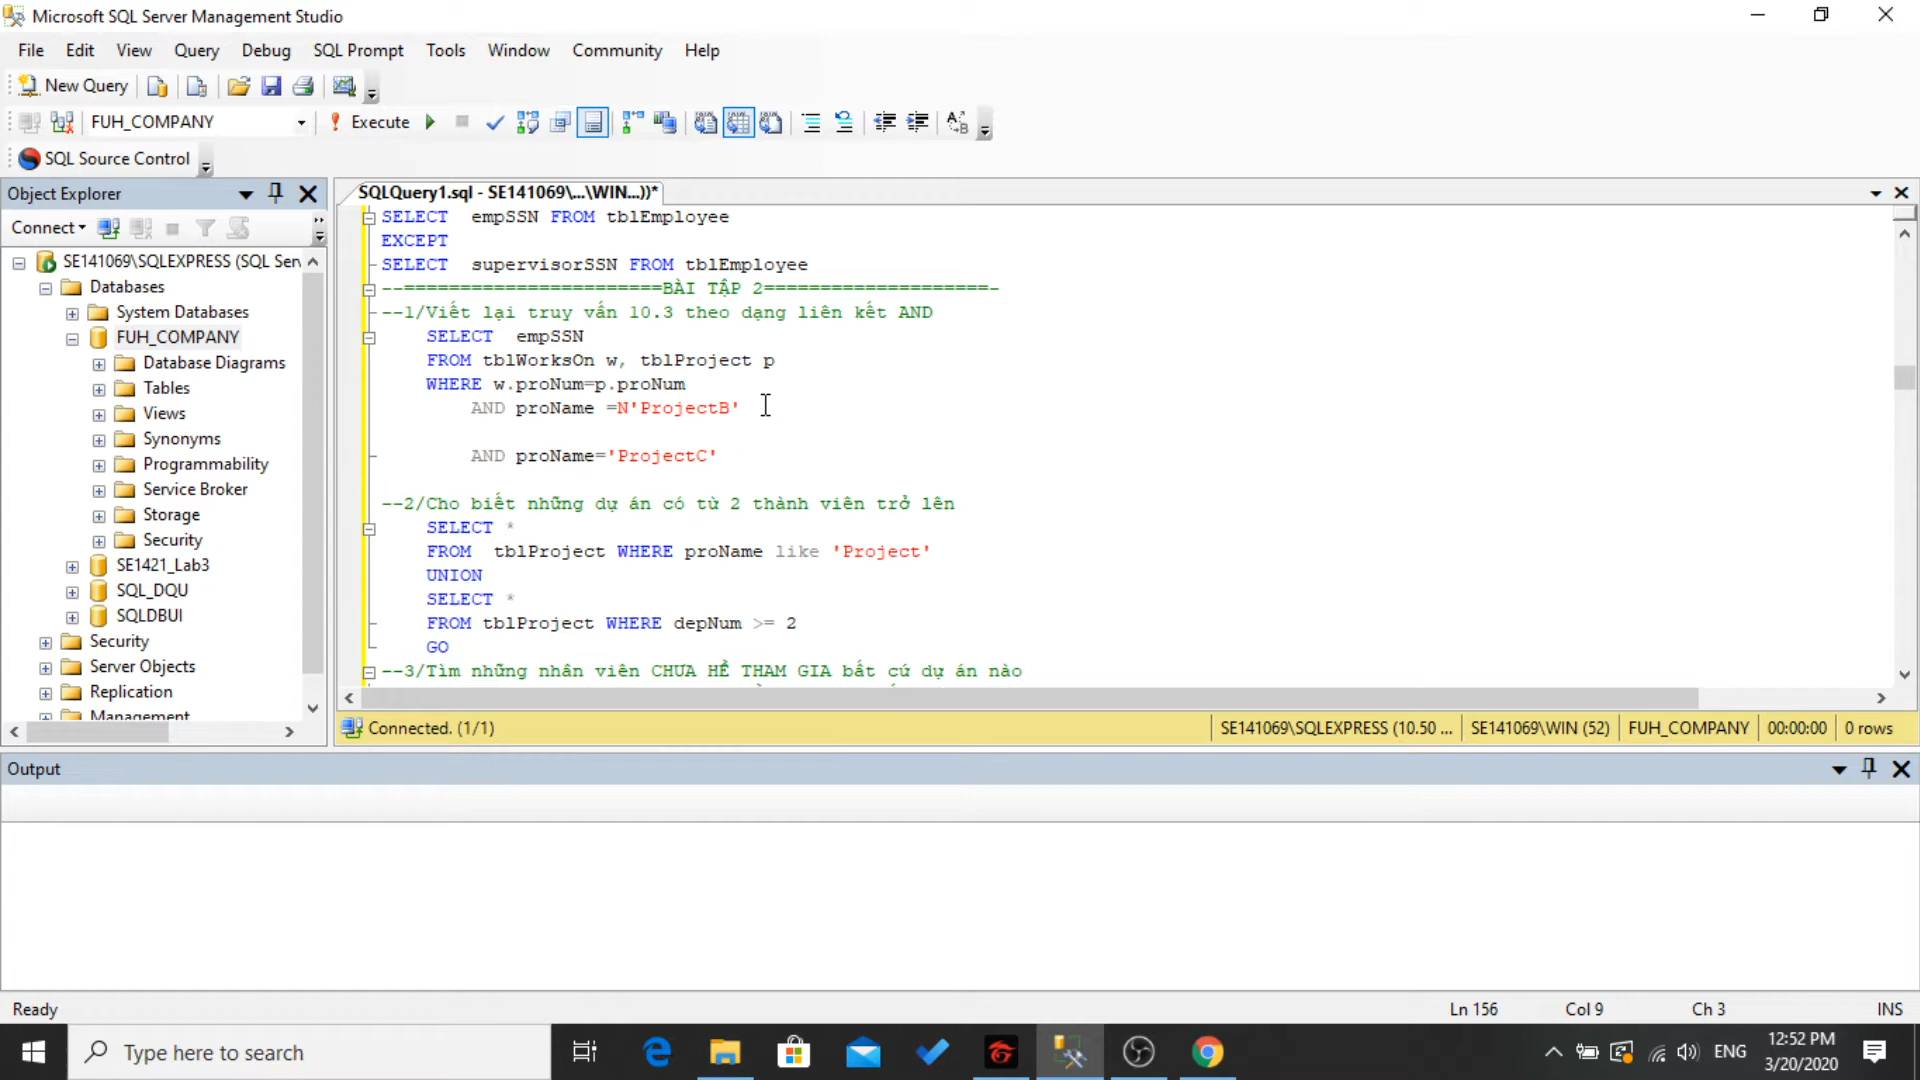 Microsoft SQL Server Management Studio
File Edit View Query Debug SQL Prompt Tools Window Community Help
New Query
FUH_COMPANY Execute
SQL Source Control
Object Explorer
Connect
SE141069\SQLEXPRESS (SQL Ser
Databases
System Databases
FUH_COMPANY
Database Diagrams
Tables
Views
Synonyms
Programmability
Service Broker
Storage
Security
SE1421_Lab3
SQL_DQU
SQLDBUI
Security
Server Objects
Replication
Management
SQLQuery1.sql - SE141069\...\WIN...))*
SELECT empSSN FROM tblEmployee
EXCEPT
SELECT supervisorSSN FROM tblEmployee
--=======================BÀI TẬP 2====================-
--1/Viết lại truy vấn 10.3 theo dạng liên kết AND
SELECT empSSN
FROM tblWorksOn w, tblProject p
WHERE w.proNum=p.proNum
AND proName =N'ProjectB'
AND proName='ProjectC'
--2/Cho biết những dự án có từ 2 thành viên trở lên
SELECT *
FROM tblProject WHERE proName like 'Project'
UNION
SELECT *
FROM tblProject WHERE depNum >= 2
GO
--3/Tìm những nhân viên CHƯA HỀ THAM GIA bất cứ dự án nào
Connected. (1/1) SE141069\SQLEXPRESS (10.50 ... SE141069\WIN (52) FUH_COMPANY 00:00:00 0 rows
Output
Ready Ln 156 Col 9 Ch 3 INS
Type here to search
ENG
12:52 PM
3/20/2020